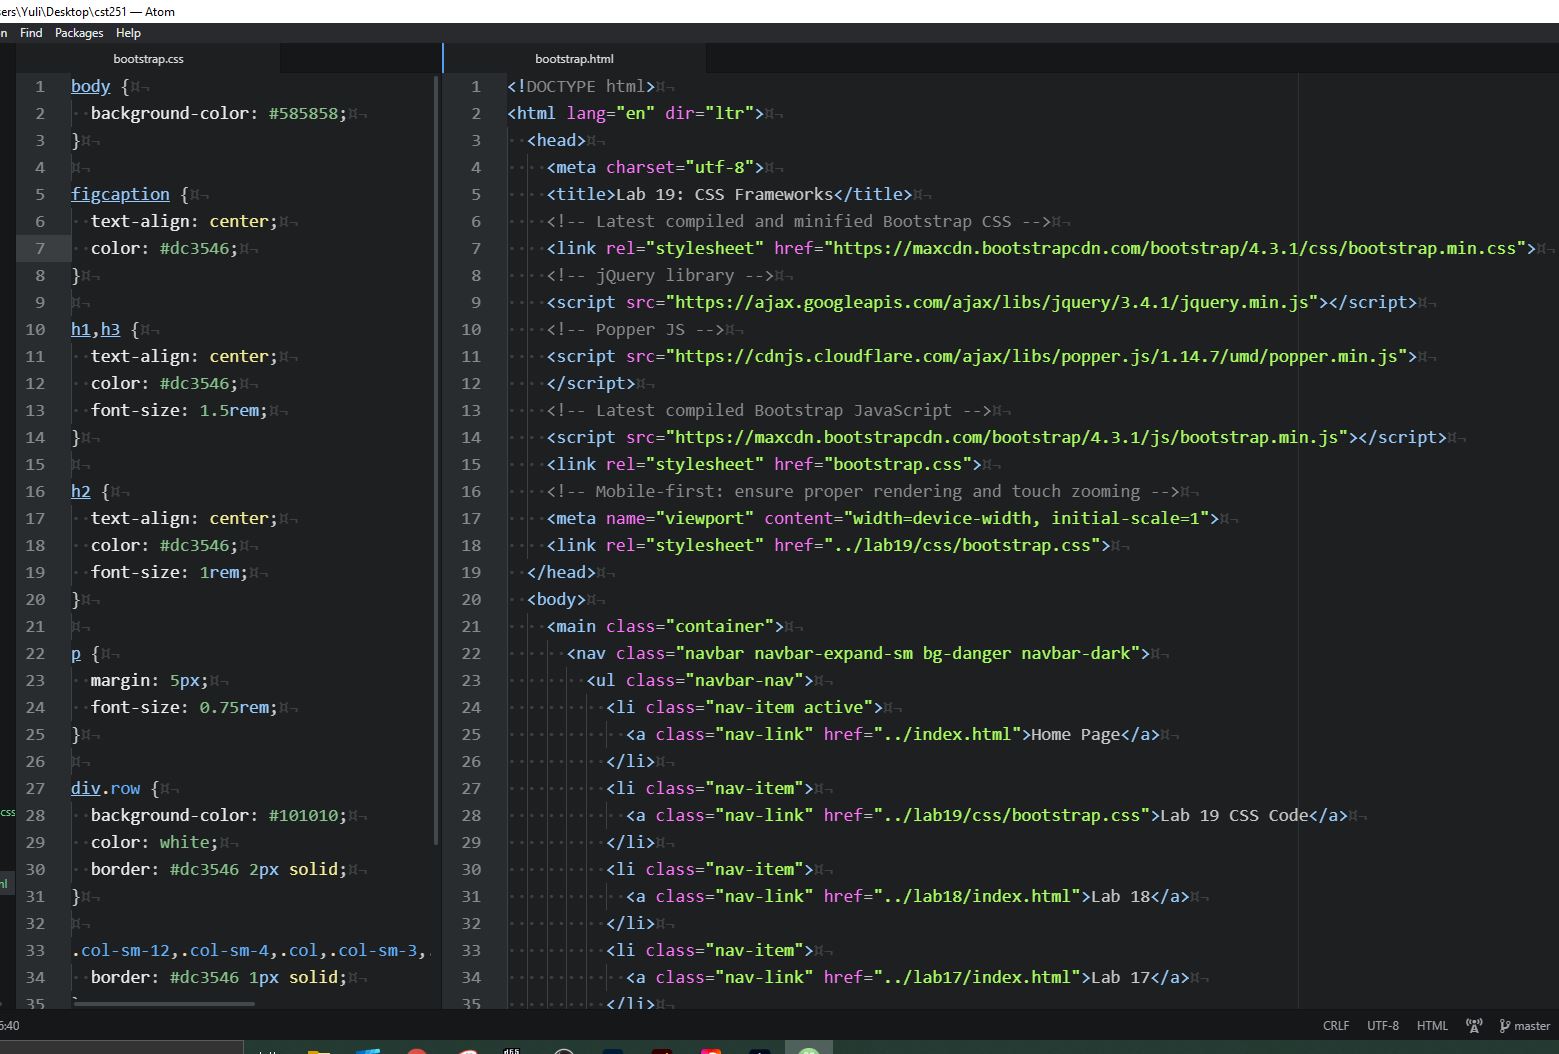 sers\Yuli\Desktop\cst251 — Atom
n Find Packages Help
bootstrap.css
1 body {
2 background-color: #585858;
3 }
4
5 figcaption {
6 text-align: center;
7 color: #dc3546;
8 }
9
10 h1,h3 {
11 text-align: center;
12 color: #dc3546;
13 font-size: 1.5rem;
14 }
15
16 h2 {
17 text-align: center;
18 color: #dc3546;
19 font-size: 1rem;
20 }
21
22 p {
23 margin: 5px;
24 font-size: 0.75rem;
25 }
26
27 div.row {
28 background-color: #101010;
29 color: white;
30 border: #dc3546 2px solid;
31 }
32
33 .col-sm-12,.col-sm-4,.col,.col-sm-3,.
34 border: #dc3546 1px solid;
35
bootstrap.html
1 <!DOCTYPE html>
2 <html lang="en" dir="ltr">
3 <head>
4 <meta charset="utf-8">
5 <title>Lab 19: CSS Frameworks</title>
6 <!-- Latest compiled and minified Bootstrap CSS -->
7 <link rel="stylesheet" href="https://maxcdn.bootstrapcdn.com/bootstrap/4.3.1/css/bootstrap.min.css">
8 <!-- jQuery library -->
9 <script src="https://ajax.googleapis.com/ajax/libs/jquery/3.4.1/jquery.min.js"></script>
10 <!-- Popper JS -->
11 <script src="https://cdnjs.cloudflare.com/ajax/libs/popper.js/1.14.7/umd/popper.min.js">
12 </script>
13 <!-- Latest compiled Bootstrap JavaScript -->
14 <script src="https://maxcdn.bootstrapcdn.com/bootstrap/4.3.1/js/bootstrap.min.js"></script>
15 <link rel="stylesheet" href="bootstrap.css">
16 <!-- Mobile-first: ensure proper rendering and touch zooming -->
17 <meta name="viewport" content="width=device-width, initial-scale=1">
18 <link rel="stylesheet" href="../lab19/css/bootstrap.css">
19 </head>
20 <body>
21 <main class="container">
22 <nav class="navbar navbar-expand-sm bg-danger navbar-dark">
23 <ul class="navbar-nav">
24 <li class="nav-item active">
25 <a class="nav-link" href="../index.html">Home Page</a>
26 </li>
27 <li class="nav-item">
28 <a class="nav-link" href="../lab19/css/bootstrap.css">Lab 19 CSS Code</a>
29 </li>
30 <li class="nav-item">
31 <a class="nav-link" href="../lab18/index.html">Lab 18</a>
32 </li>
33 <li class="nav-item">
34 <a class="nav-link" href="../lab17/index.html">Lab 17</a>
35 </li>
css
ml
6:40
CRLF UTF-8 HTML master